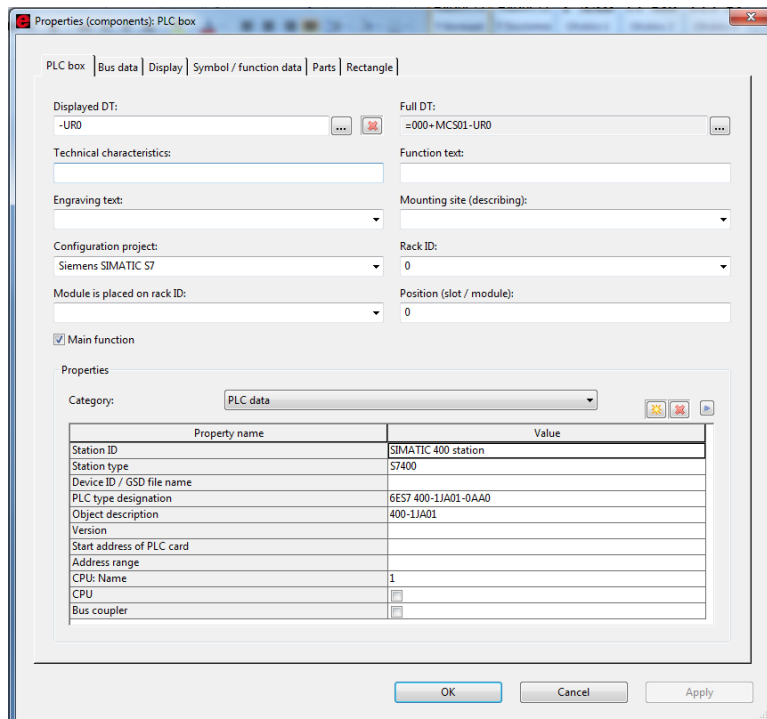 Properties (components): PLC box
PLC box Bus data Display Symbol / function data Parts Rectangle
Displayed DT: Full DT:
-UR0 ... =000+MCS01-UR0 ...
Technical characteristics: Function text:
Engraving text: Mounting site (describing):
Configuration project: Rack ID:
Siemens SIMATIC S7 0
Module is placed on rack ID: Position (slot / module):
0
Main function
Properties
Category: PLC data
Property name Value
Station ID SIMATIC 400 station
Station type S7400
Device ID / GSD file name
PLC type designation 6ES7 400-1JA01-0AA0
Object description 400-1JA01
Version
Start address of PLC card
Address range
CPU: Name 1
CPU
Bus coupler
OK Cancel Apply